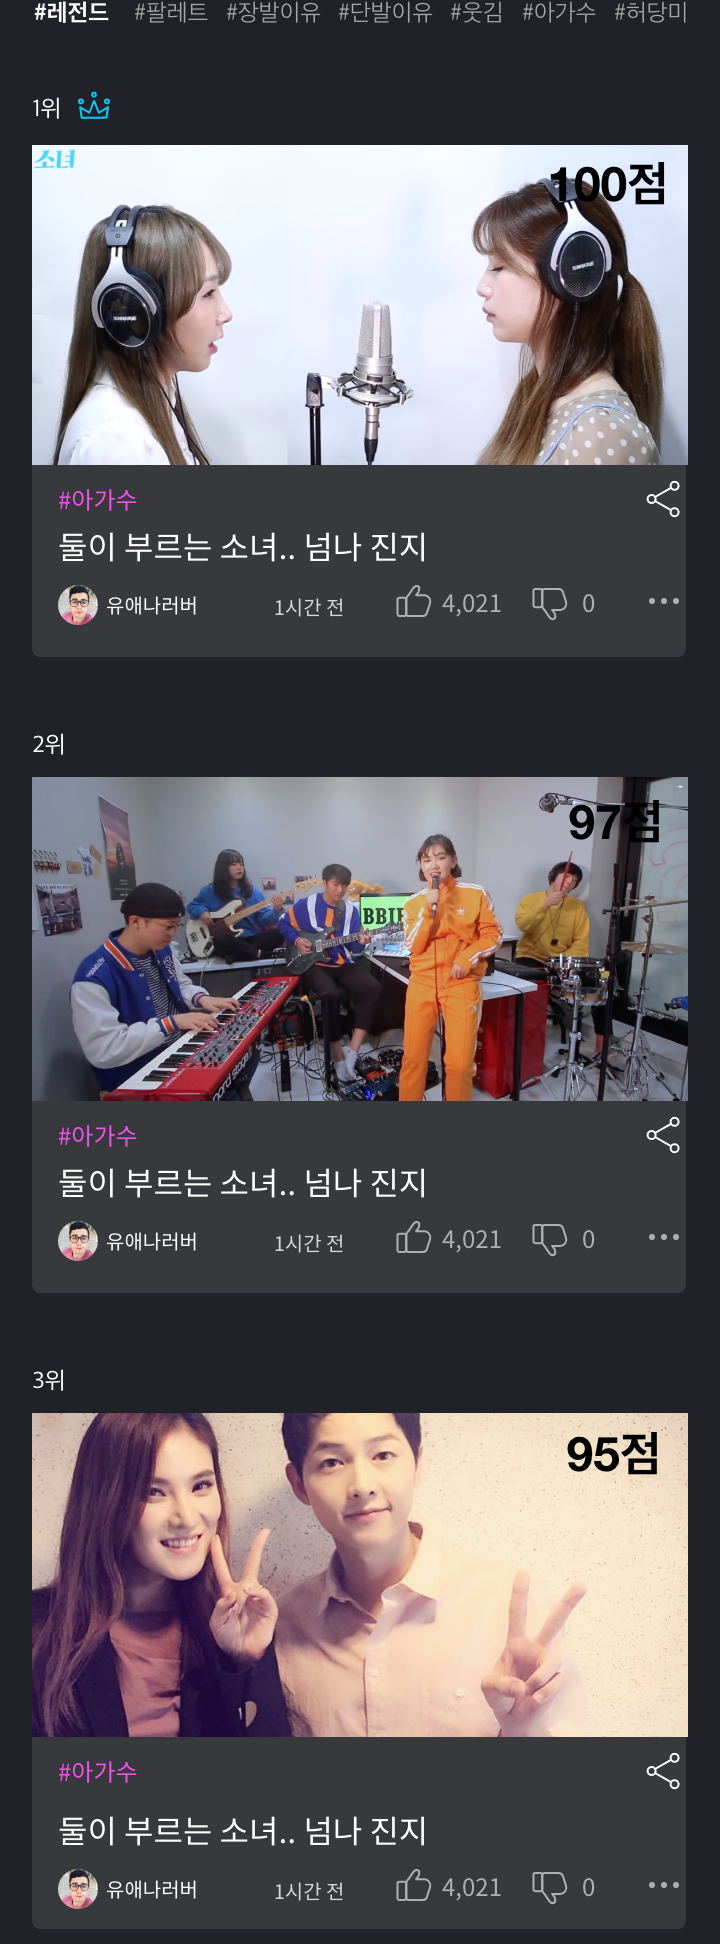 #레전드 #팔레트 #장발이유 #단발이유 #웃김 #아가수 #허당미
1위
소녀
100점
SHURE
SHURE
#아가수
둘이 부르는 소녀.. 넘나 진지
유애나러버 1시간 전 4,021 0
2위
97점
nord stage
#아가수
둘이 부르는 소녀.. 넘나 진지
유애나러버 1시간 전 4,021 0
3위
95점
#아가수
둘이 부르는 소녀.. 넘나 진지
유애나러버 1시간 전 4,021 0